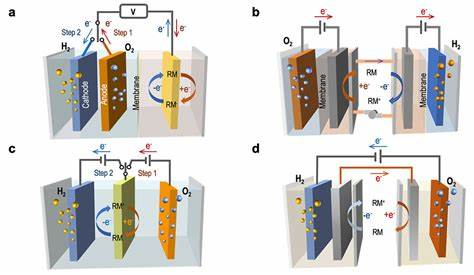 a
V
e⁻
e⁻
e⁻
Step 2
Step 1
H₂
O₂
Cathode
Anode
Membrane
RM
-e⁻
+e⁻
RM⁺
b
e⁻
e⁻
O₂
H₂
Membrane
Membrane
RM
+e⁻
-e⁻
RM⁺
c
e⁻
e⁻
Step 2
Step 1
H₂
O₂
RM⁺
-e⁻
+e⁻
RM
d
e⁻
e⁻
H₂
O₂
RM⁺
-e⁻
+e⁻
RM